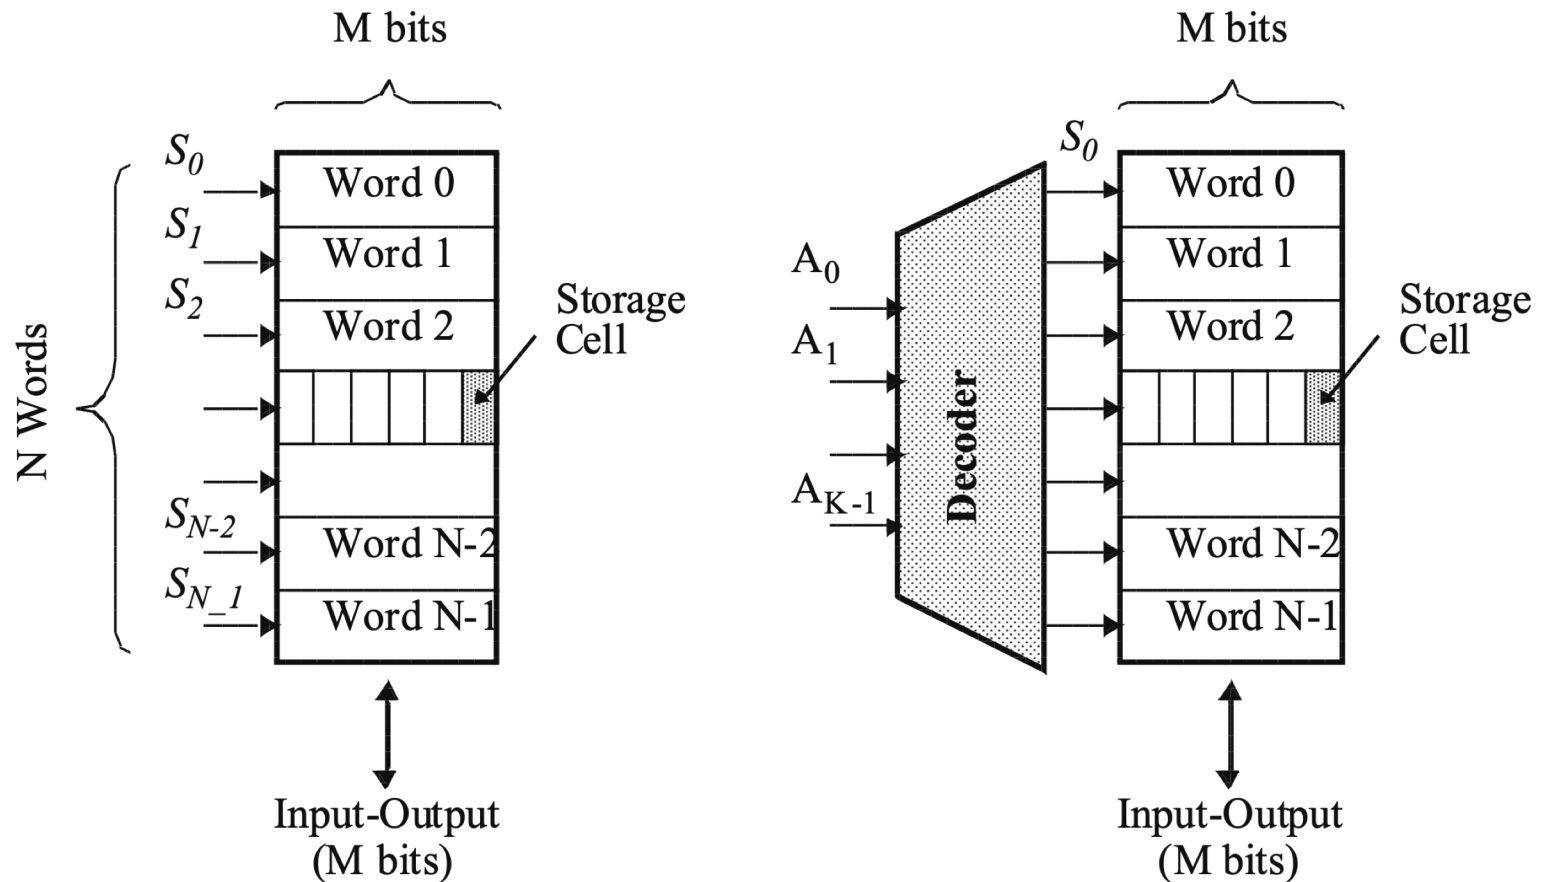 M bits
N Words
S0
S1
S2
SN-2
SN_1
Word 0
Word 1
Word 2
Word N-2
Word N-1
Storage
Cell
Input-Output
(M bits)
M bits
A0
A1
AK-1
Decoder
S0
Word 0
Word 1
Word 2
Word N-2
Word N-1
Storage
Cell
Input-Output
(M bits)